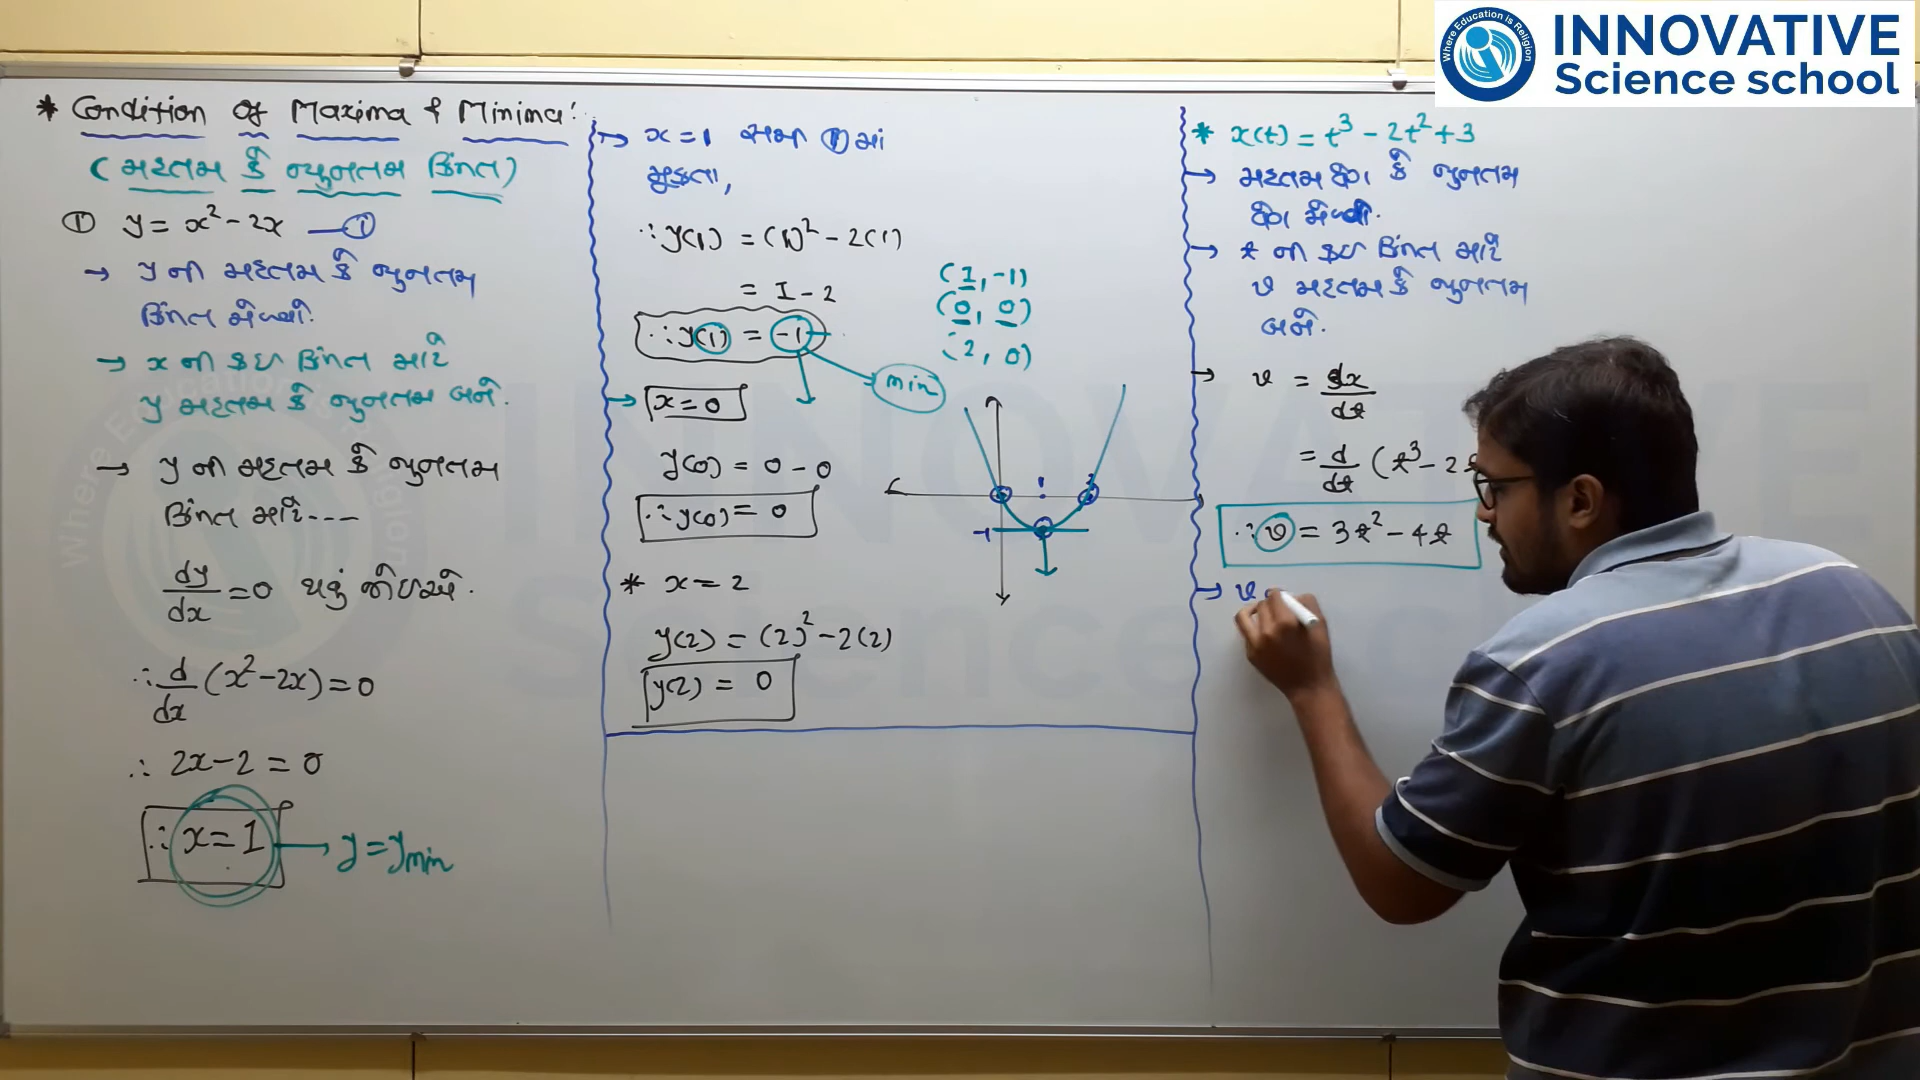 Where Education is Religion
INNOVATIVE
Science school
* Condition of Maxima & Minima:
(મહત્તમ કે ન્યુનતમ કિંમત)
① y = x² - 2x —①
→ y ની મહત્તમ કે ન્યુનતમ
કિંમત મેળવો.
→ x ની કઇ કિંમત માટે
y મહત્તમ કે ન્યુનતમ બને.
→ y ની મહત્તમ કે ન્યુનતમ
કિંમત માટે---
dy/dx = 0 થવું જોઇએ.
∴ d/dx (x² - 2x) = 0
∴ 2x - 2 = 0
∴ x = 1 → y = ymin
→ x = 1 સમી ① માં
મુકતા,
∴ y(1) = (1)² - 2(1)
= 1 - 2
∴ y(1) = -1
min
→ x = 0
y(0) = 0 - 0
∴ y(0) = 0
* x = 2
y(2) = (2)² - 2(2)
y(2) = 0
(1, -1)
(0, 0)
(2, 0)
1 2
-1
* x(t) = t³ - 2t² + 3
→ મહત્તમ વેગ કે ન્યુનતમ
વેગ મેળવો.
→ t ની કઇ કિંમત માટે
v મહત્તમ કે ન્યુનતમ
બને.
→ v = dx/dt
= d/dt (t³ - 2
∴ v = 3t² - 4t
→ v